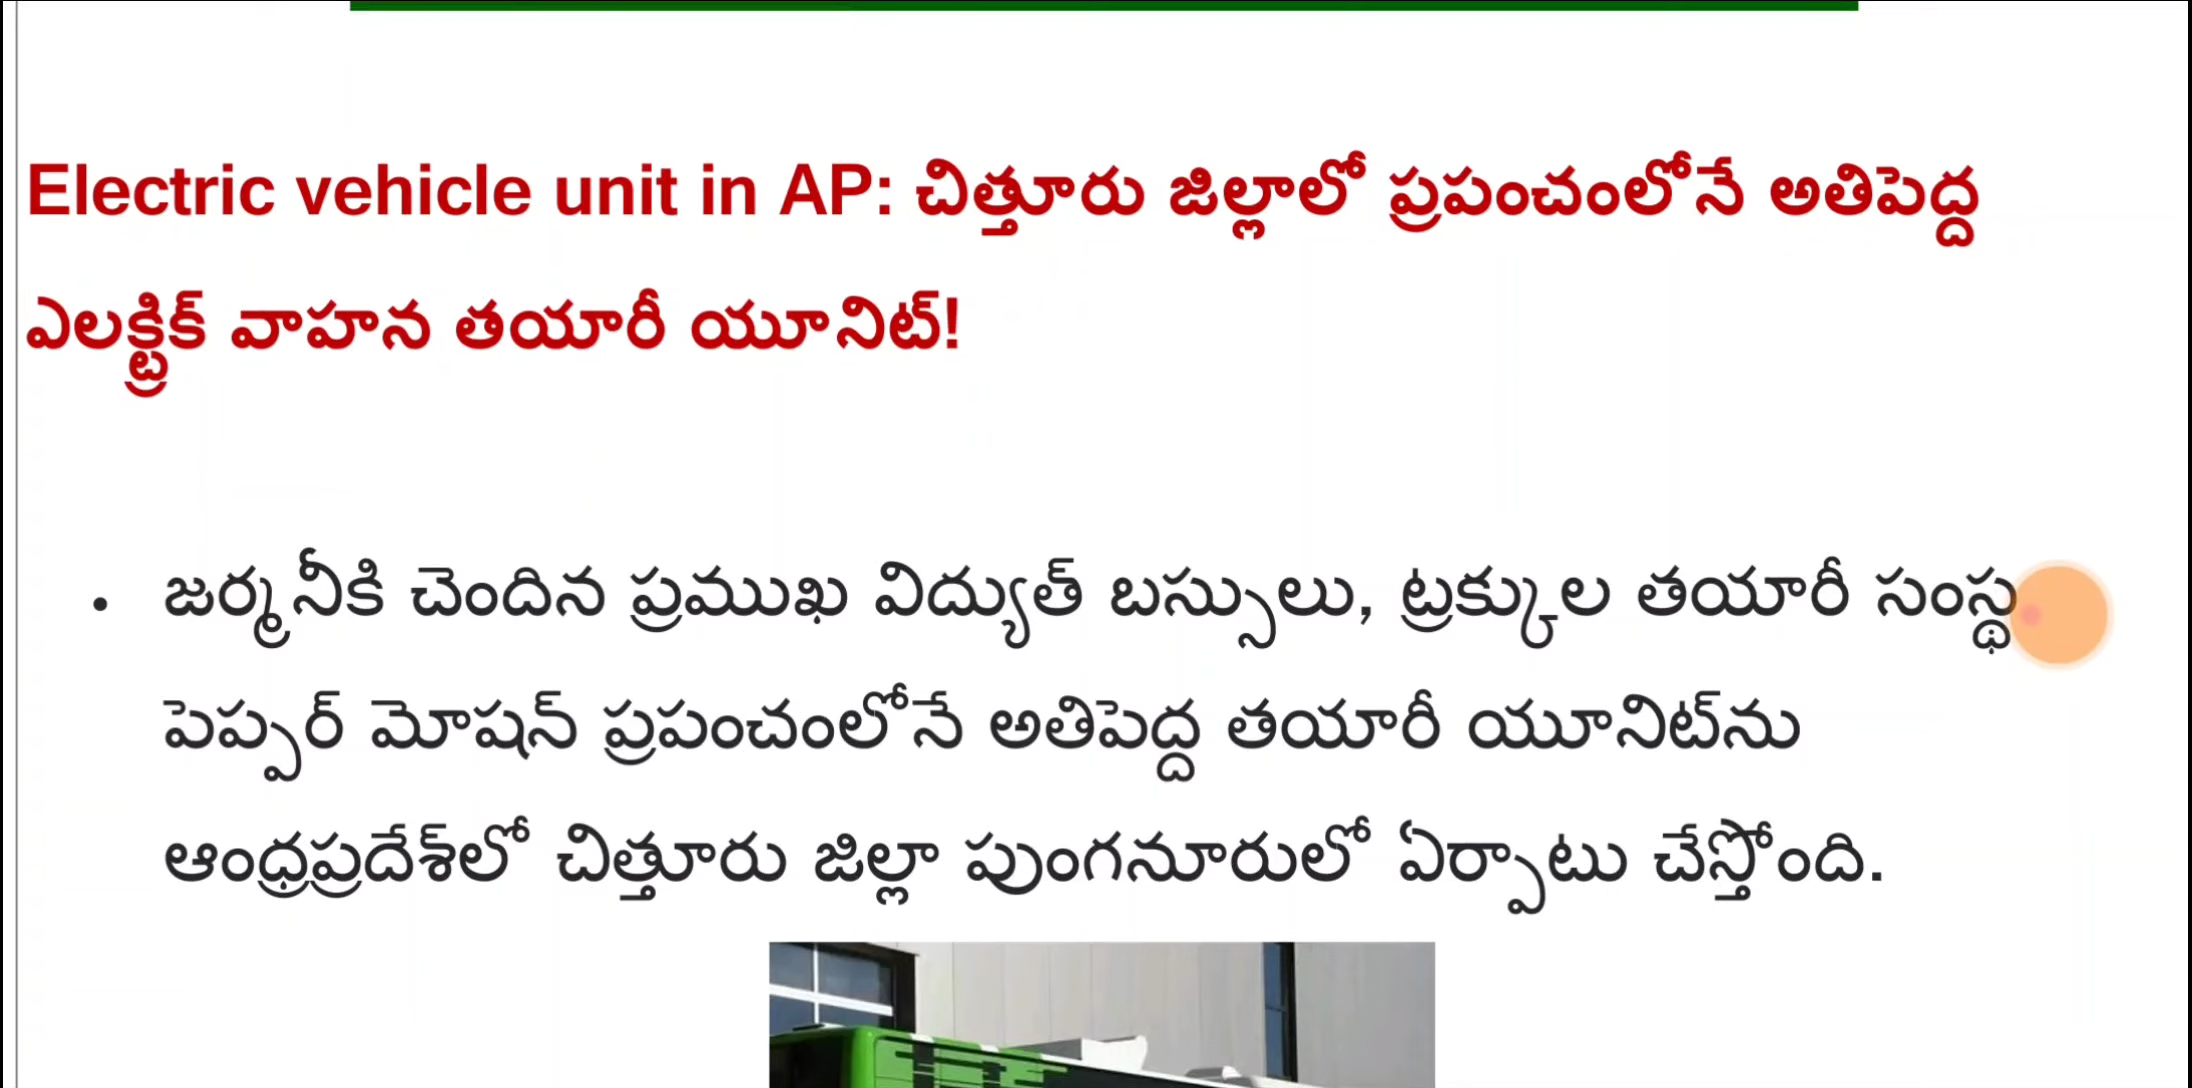 Electric vehicle unit in AP: చిత్తూరు జిల్లాలో ప్రపంచంలోనే అతిపెద్ద
ఎలక్ట్రిక్ వాహన తయారీ యూనిట్!
• జర్మనీకి చెందిన ప్రముఖ విద్యుత్ బస్సులు, ట్రక్కుల తయారీ సంస్థ
పెప్పర్ మోషన్ ప్రపంచంలోనే అతిపెద్ద తయారీ యూనిట్‌ను
ఆంధ్రప్రదేశ్‌లో చిత్తూరు జిల్లా పుంగనూరులో ఏర్పాటు చేస్తోంది.